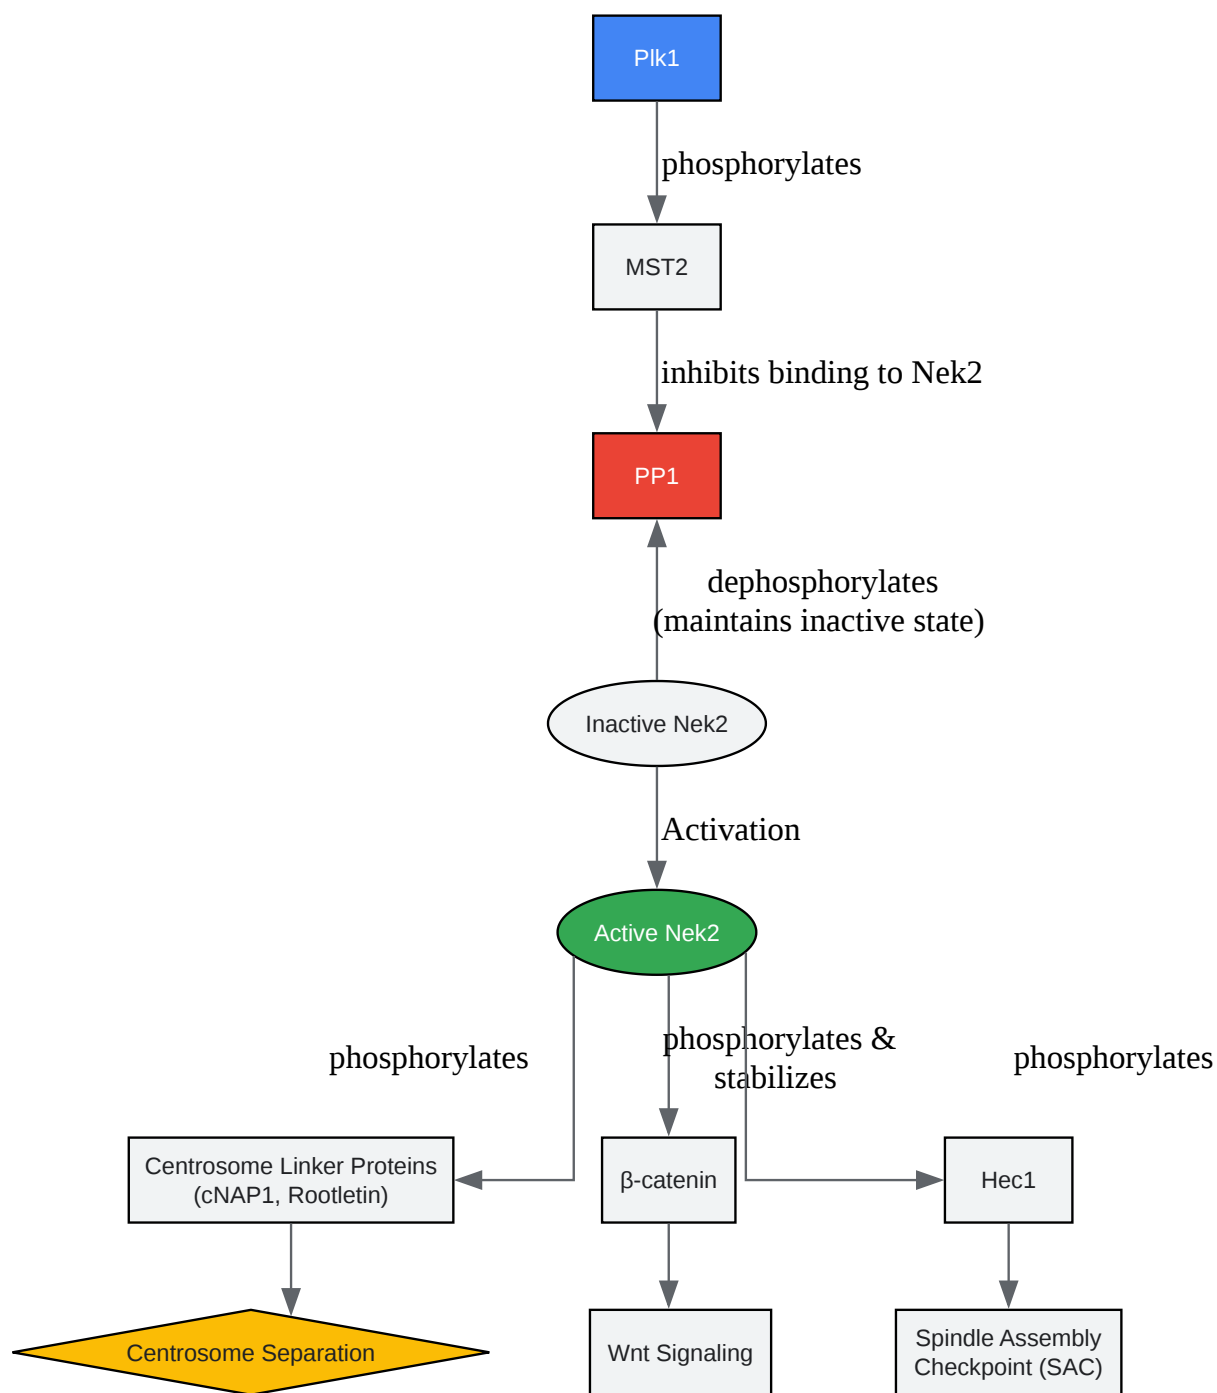 Plk1
phosphorylates
MST2
inhibits binding to Nek2
PP1
dephosphorylates
(maintains inactive state)
Inactive Nek2
Activation
Active Nek2
phosphorylates
phosphorylates &
stabilizes
phosphorylates
Centrosome Linker Proteins
(cNAP1, Rootletin)
β-catenin
Hec1
Centrosome Separation
Wnt Signaling
Spindle Assembly
Checkpoint (SAC)